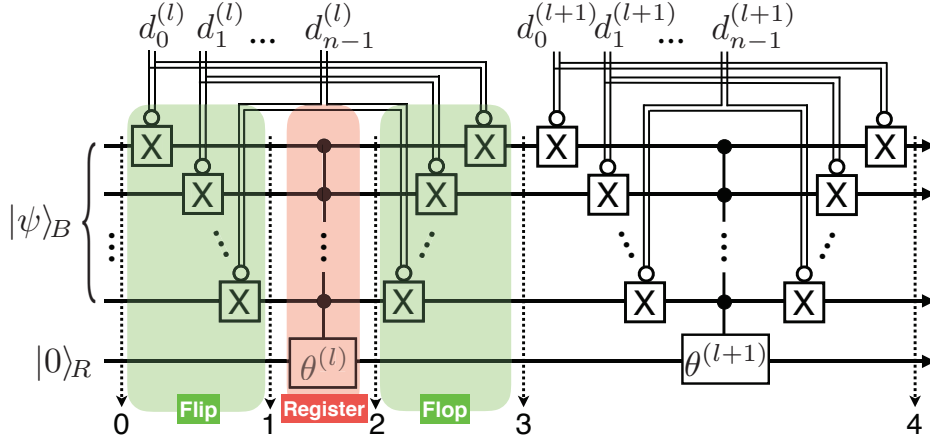 d_0^{(l)} d_1^{(l)} ... d_{n-1}^{(l)} d_0^{(l+1)} d_1^{(l+1)} ... d_{n-1}^{(l+1)}
X X X X
X X X X
|ψ⟩_B
X X X X
|0⟩_R θ^{(l)} θ^{(l+1)}
Flip Register Flop
0 1 2 3 4